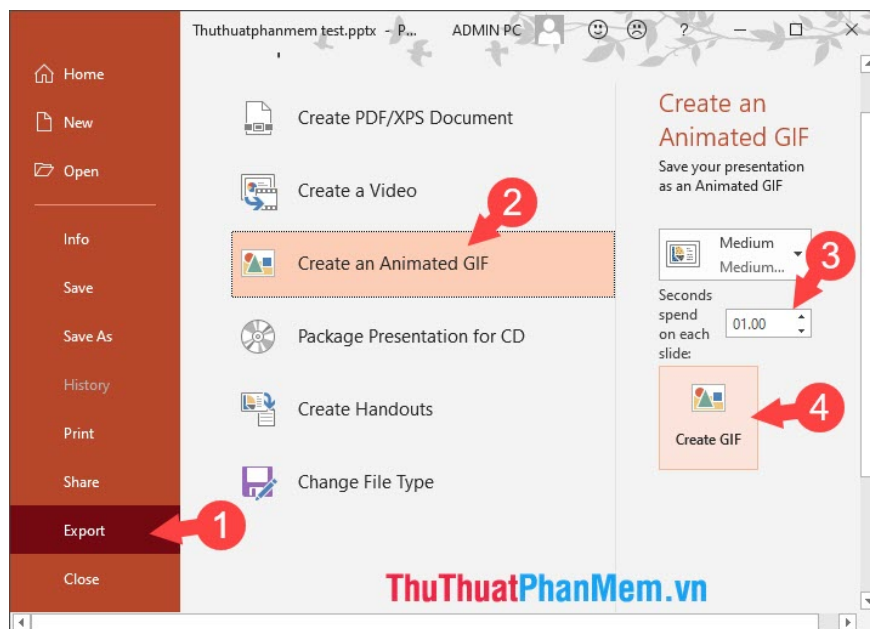 Thuthuatphanmem test.pptx - P... ADMIN PC ?
Home
New
Open
Info
Save
Save As
History
Print
Share
Export
Close
Create PDF/XPS Document
Create a Video
Create an Animated GIF
Package Presentation for CD
Create Handouts
Change File Type
Create an
Animated GIF
Save your presentation
as an Animated GIF
Medium
Medium...
Seconds
spend
on each
slide:
01.00
Create GIF
1
2
3
4
ThuThuatPhanMem.vn